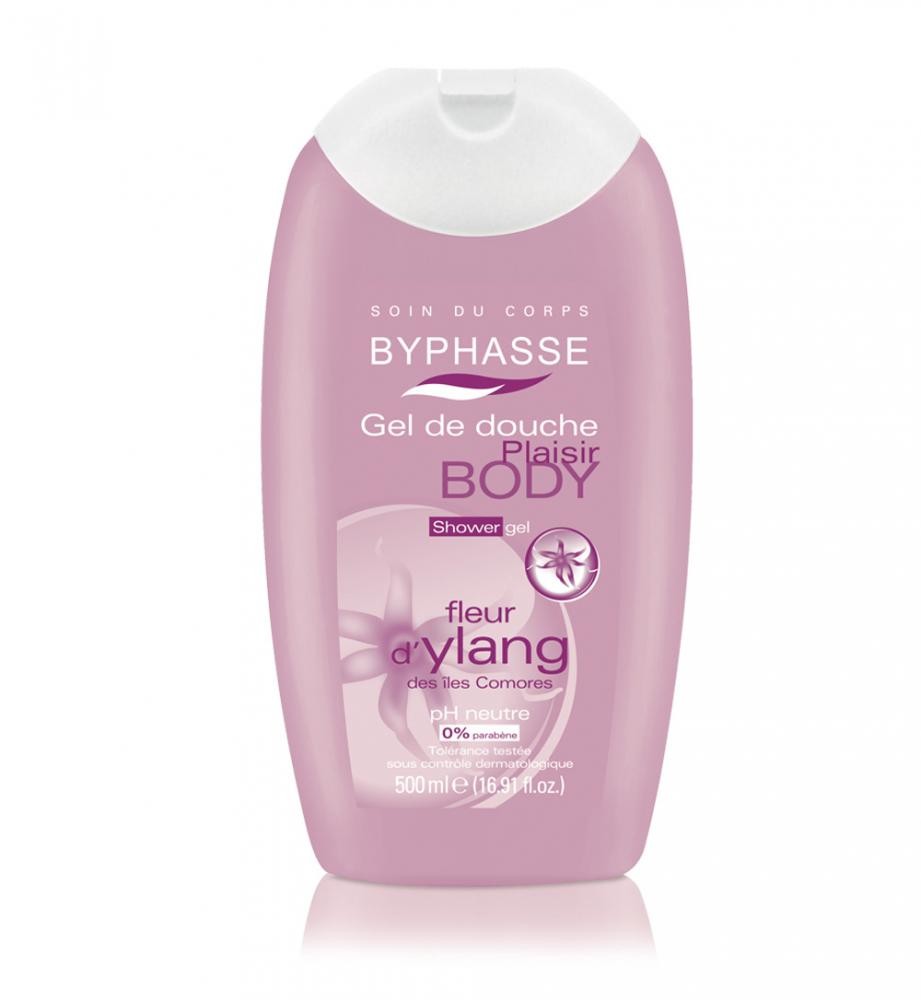 SOIN DU CORPS
BYPHASSE
Gel de douche
Plaisir
BODY
Shower gel
fleur
d'ylang
des îles Comores
pH neutre
0% parabène
Tolérance testée
sous contrôle dermatologique
500 ml e (16.91 fl.oz.)